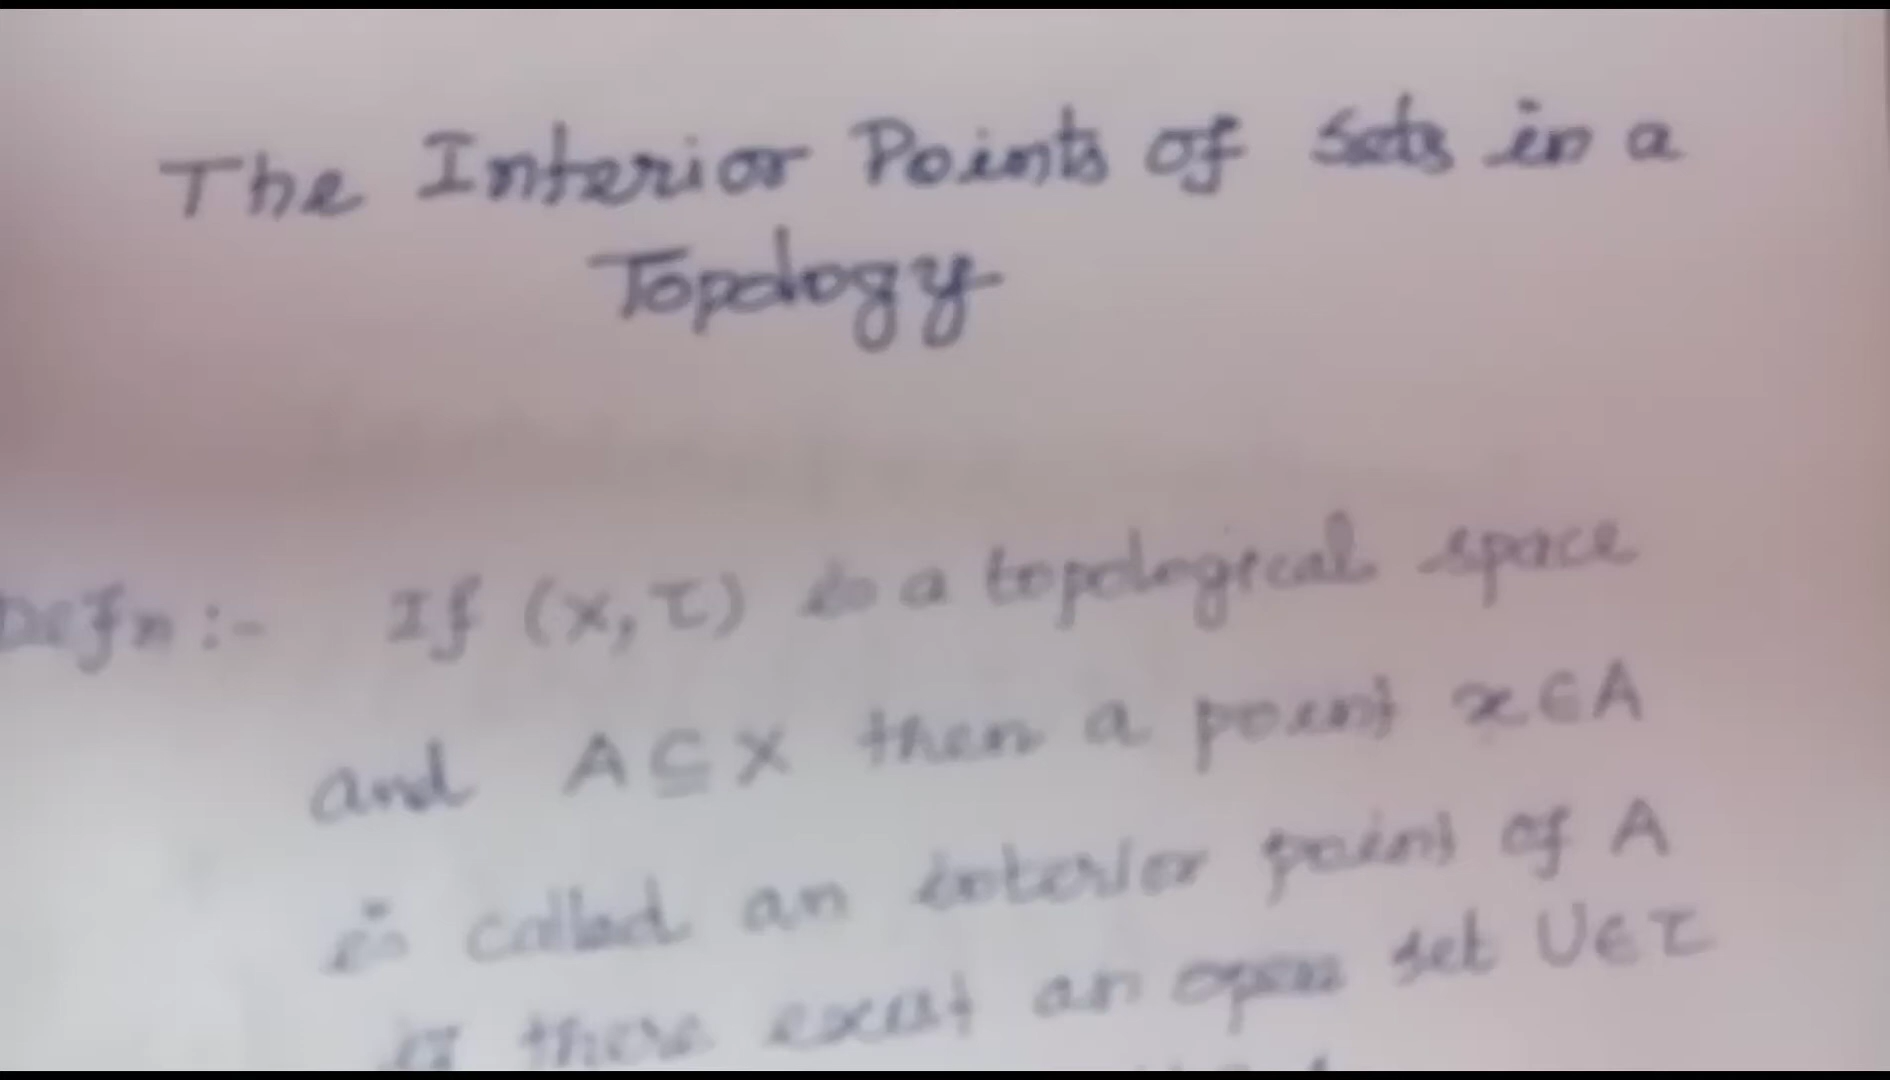 The Interior Points of Sets in a
Topology
Defn :- If (X, τ) is a topological space
and A ⊆ X then a point x ∈ A
is called an interior point of A
if there exist an open set U ∈ τ